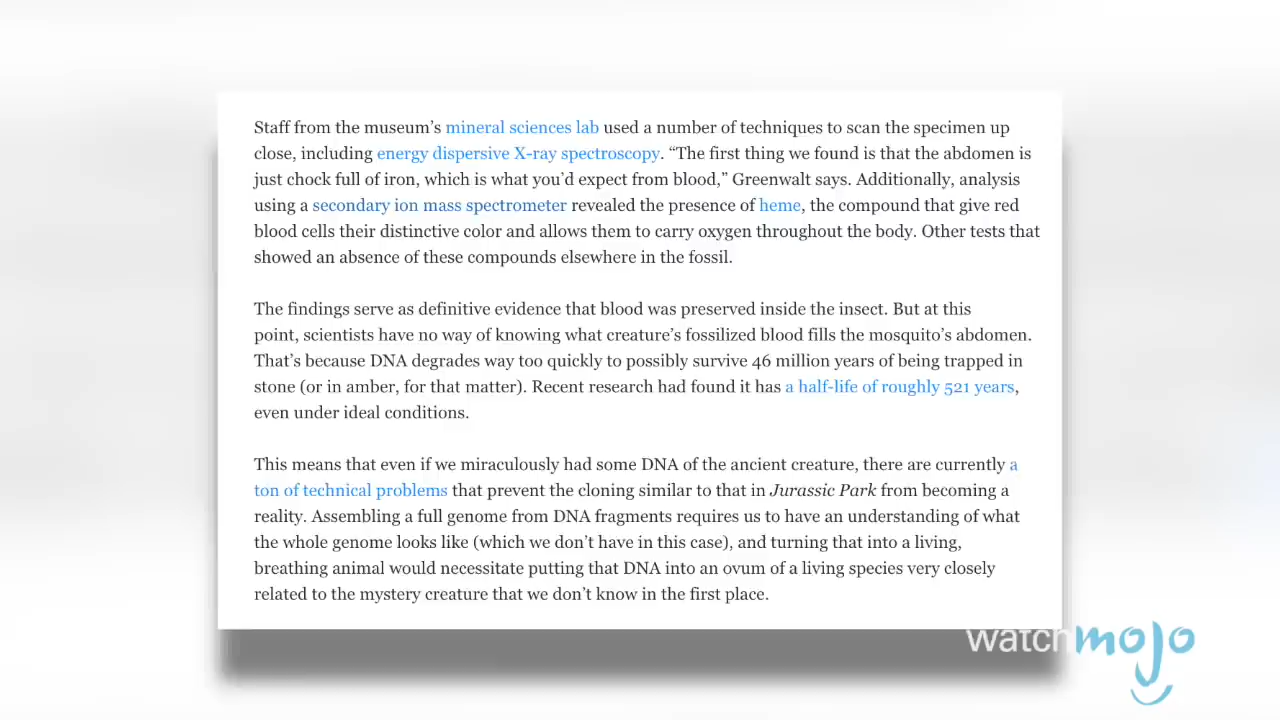 Staff from the museum’s mineral sciences lab used a number of techniques to scan the specimen up
close, including energy dispersive X-ray spectroscopy. “The first thing we found is that the abdomen is
just chock full of iron, which is what you’d expect from blood,” Greenwalt says. Additionally, analysis
using a secondary ion mass spectrometer revealed the presence of heme, the compound that give red
blood cells their distinctive color and allows them to carry oxygen throughout the body. Other tests that
showed an absence of these compounds elsewhere in the fossil.
The findings serve as definitive evidence that blood was preserved inside the insect. But at this
point, scientists have no way of knowing what creature’s fossilized blood fills the mosquito’s abdomen.
That’s because DNA degrades way too quickly to possibly survive 46 million years of being trapped in
stone (or in amber, for that matter). Recent research had found it has a half-life of roughly 521 years,
even under ideal conditions.
This means that even if we miraculously had some DNA of the ancient creature, there are currently a
ton of technical problems that prevent the cloning similar to that in Jurassic Park from becoming a
reality. Assembling a full genome from DNA fragments requires us to have an understanding of what
the whole genome looks like (which we don’t have in this case), and turning that into a living,
breathing animal would necessitate putting that DNA into an ovum of a living species very closely
related to the mystery creature that we don’t know in the first place.
watchmojo